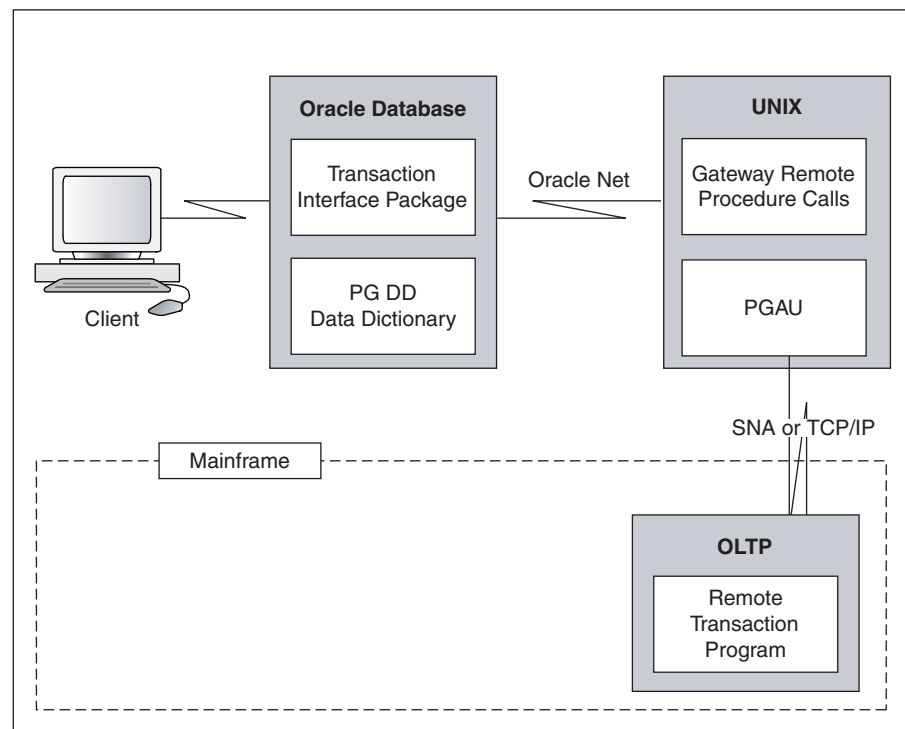 Oracle Database
Transaction
Interface Package
PG DD
Data Dictionary
Client
Oracle Net
UNIX
Gateway Remote
Procedure Calls
PGAU
SNA or TCP/IP
Mainframe
OLTP
Remote
Transaction
Program